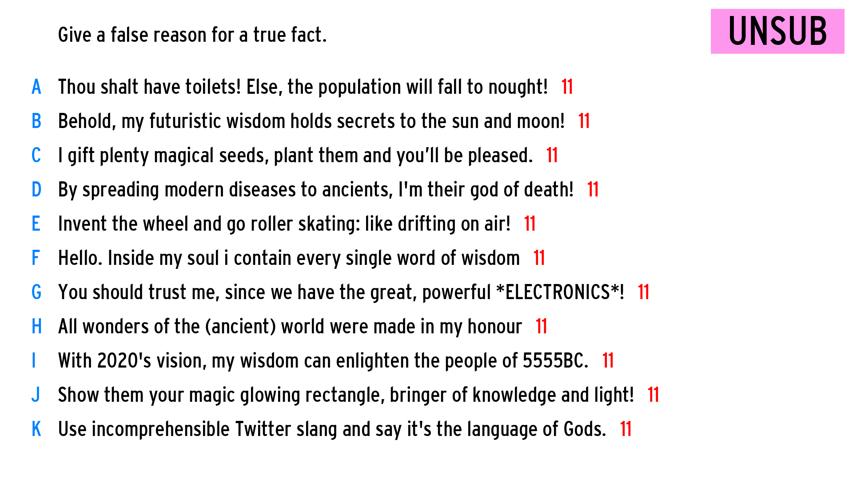 Give a false reason for a true fact.
UNSUB
A Thou shalt have toilets! Else, the population will fall to nought! 11
B Behold, my futuristic wisdom holds secrets to the sun and moon! 11
C I gift plenty magical seeds, plant them and you'll be pleased. 11
D By spreading modern diseases to ancients, I'm their god of death! 11
E Invent the wheel and go roller skating: like drifting on air! 11
F Hello. Inside my soul i contain every single word of wisdom 11
G You should trust me, since we have the great, powerful *ELECTRONICS*! 11
H All wonders of the (ancient) world were made in my honour 11
I With 2020's vision, my wisdom can enlighten the people of 5555BC. 11
J Show them your magic glowing rectangle, bringer of knowledge and light! 11
K Use incomprehensible Twitter slang and say it's the language of Gods. 11